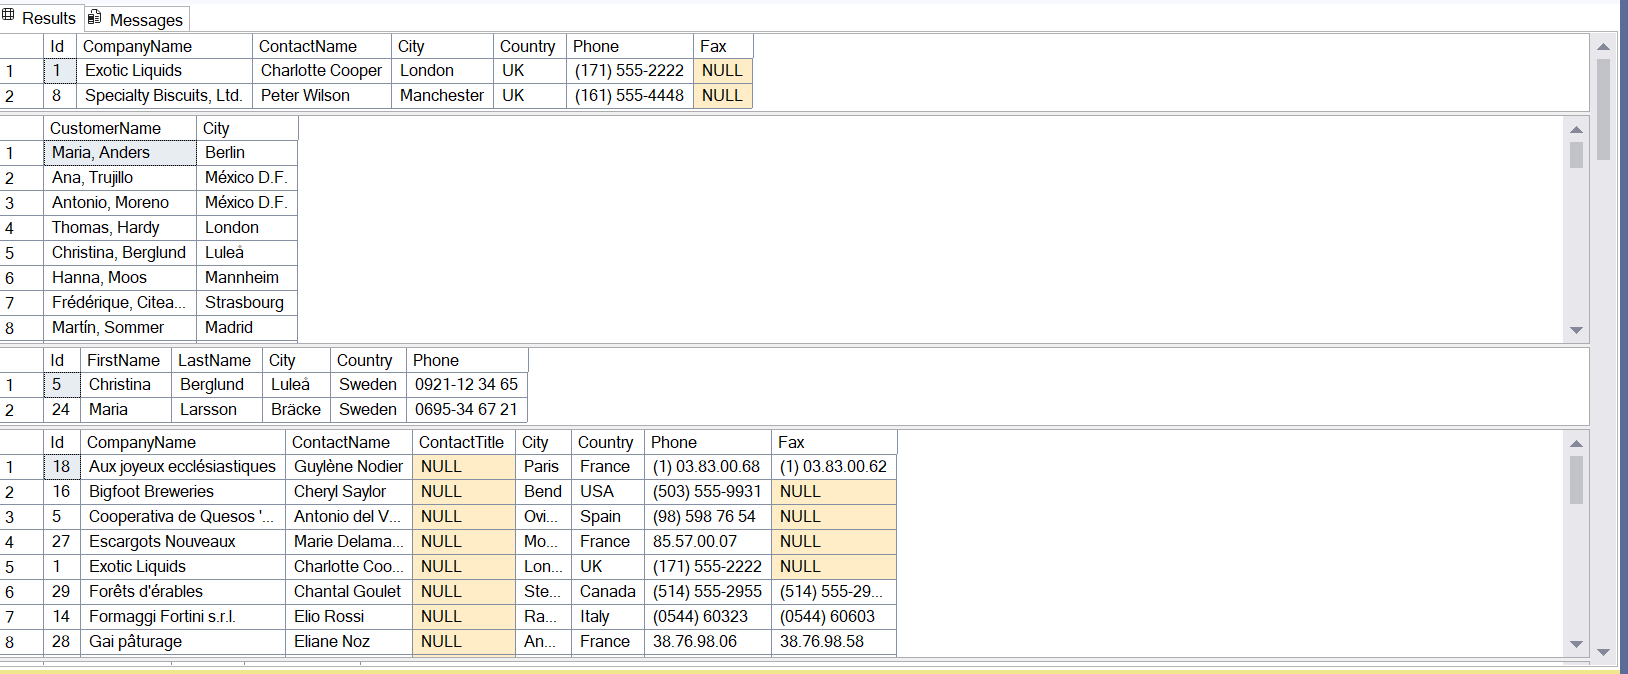 Results Messages
Id CompanyName ContactName City Country Phone Fax
1 1 Exotic Liquids Charlotte Cooper London UK (171) 555-2222 NULL
2 8 Specialty Biscuits, Ltd. Peter Wilson Manchester UK (161) 555-4448 NULL
CustomerName City
1 Maria, Anders Berlin
2 Ana, Trujillo México D.F.
3 Antonio, Moreno México D.F.
4 Thomas, Hardy London
5 Christina, Berglund Luleå
6 Hanna, Moos Mannheim
7 Frédérique, Citea... Strasbourg
8 Martín, Sommer Madrid
Id FirstName LastName City Country Phone
1 5 Christina Berglund Luleå Sweden 0921-12 34 65
2 24 Maria Larsson Bräcke Sweden 0695-34 67 21
Id CompanyName ContactName ContactTitle City Country Phone Fax
1 18 Aux joyeux ecclésiastiques Guylène Nodier NULL Paris France (1) 03.83.00.68 (1) 03.83.00.62
2 16 Bigfoot Breweries Cheryl Saylor NULL Bend USA (503) 555-9931 NULL
3 5 Cooperativa de Quesos '... Antonio del V... NULL Ovi... Spain (98) 598 76 54 NULL
4 27 Escargots Nouveaux Marie Delama... NULL Mo... France 85.57.00.07 NULL
5 1 Exotic Liquids Charlotte Coo... NULL Lon... UK (171) 555-2222 NULL
6 29 Forêts d'érables Chantal Goulet NULL Ste... Canada (514) 555-2955 (514) 555-29...
7 14 Formaggi Fortini s.r.l. Elio Rossi NULL Ra... Italy (0544) 60323 (0544) 60603
8 28 Gai pâturage Eliane Noz NULL An... France 38.76.98.06 38.76.98.58